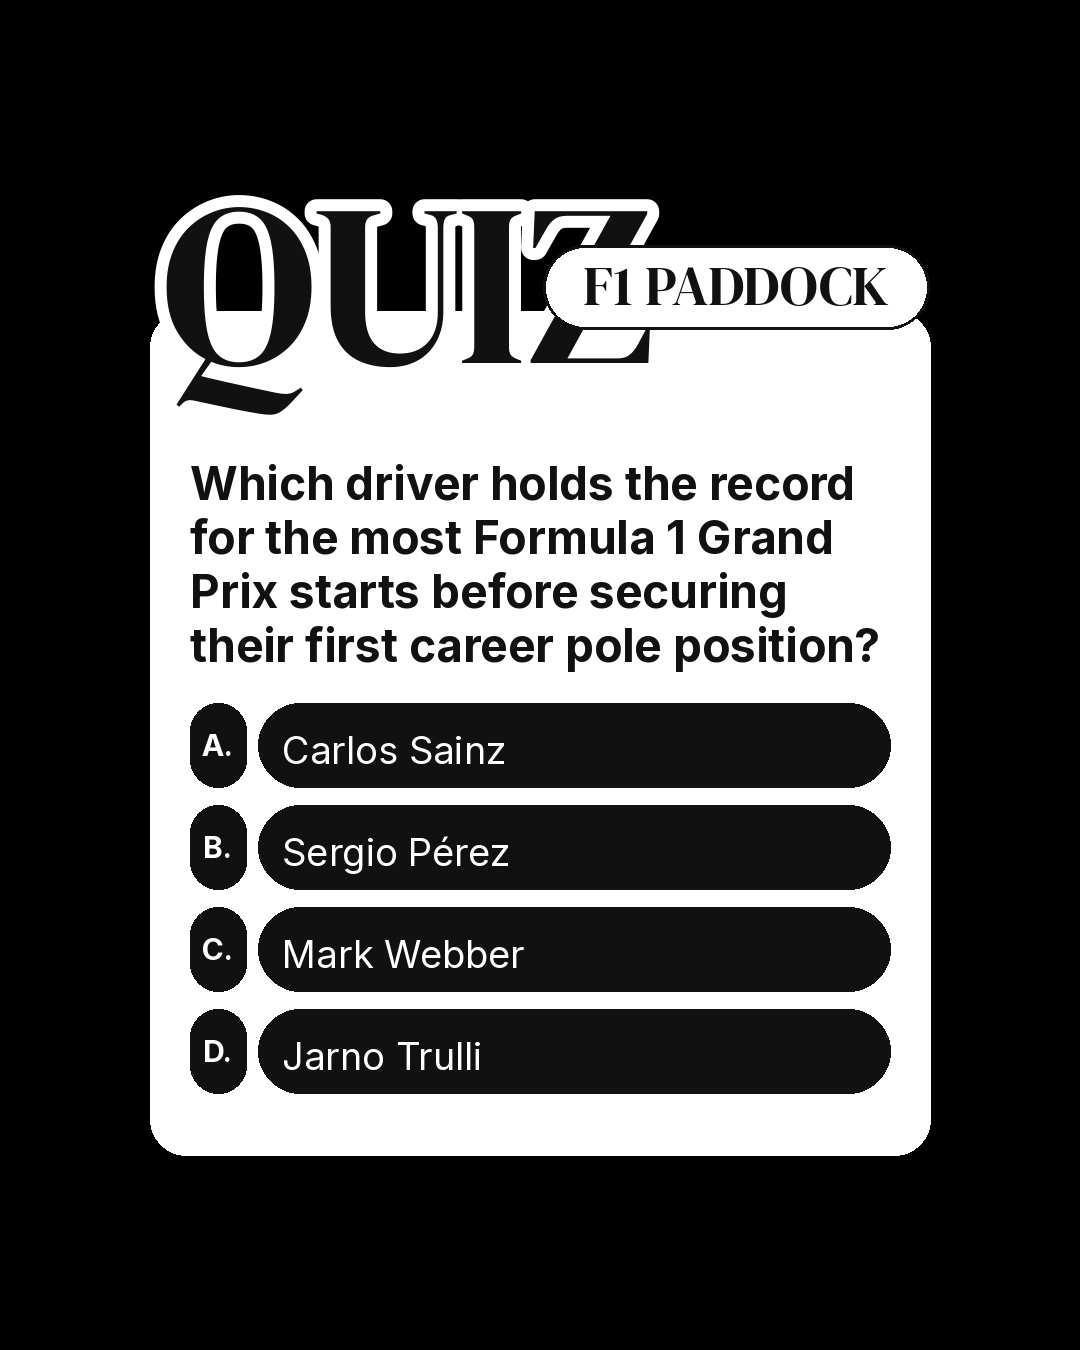 QUIZ
F1 PADDOCK
Which driver holds the record
for the most Formula 1 Grand
Prix starts before securing
their first career pole position?
A. Carlos Sainz
B. Sergio Pérez
C. Mark Webber
D. Jarno Trulli